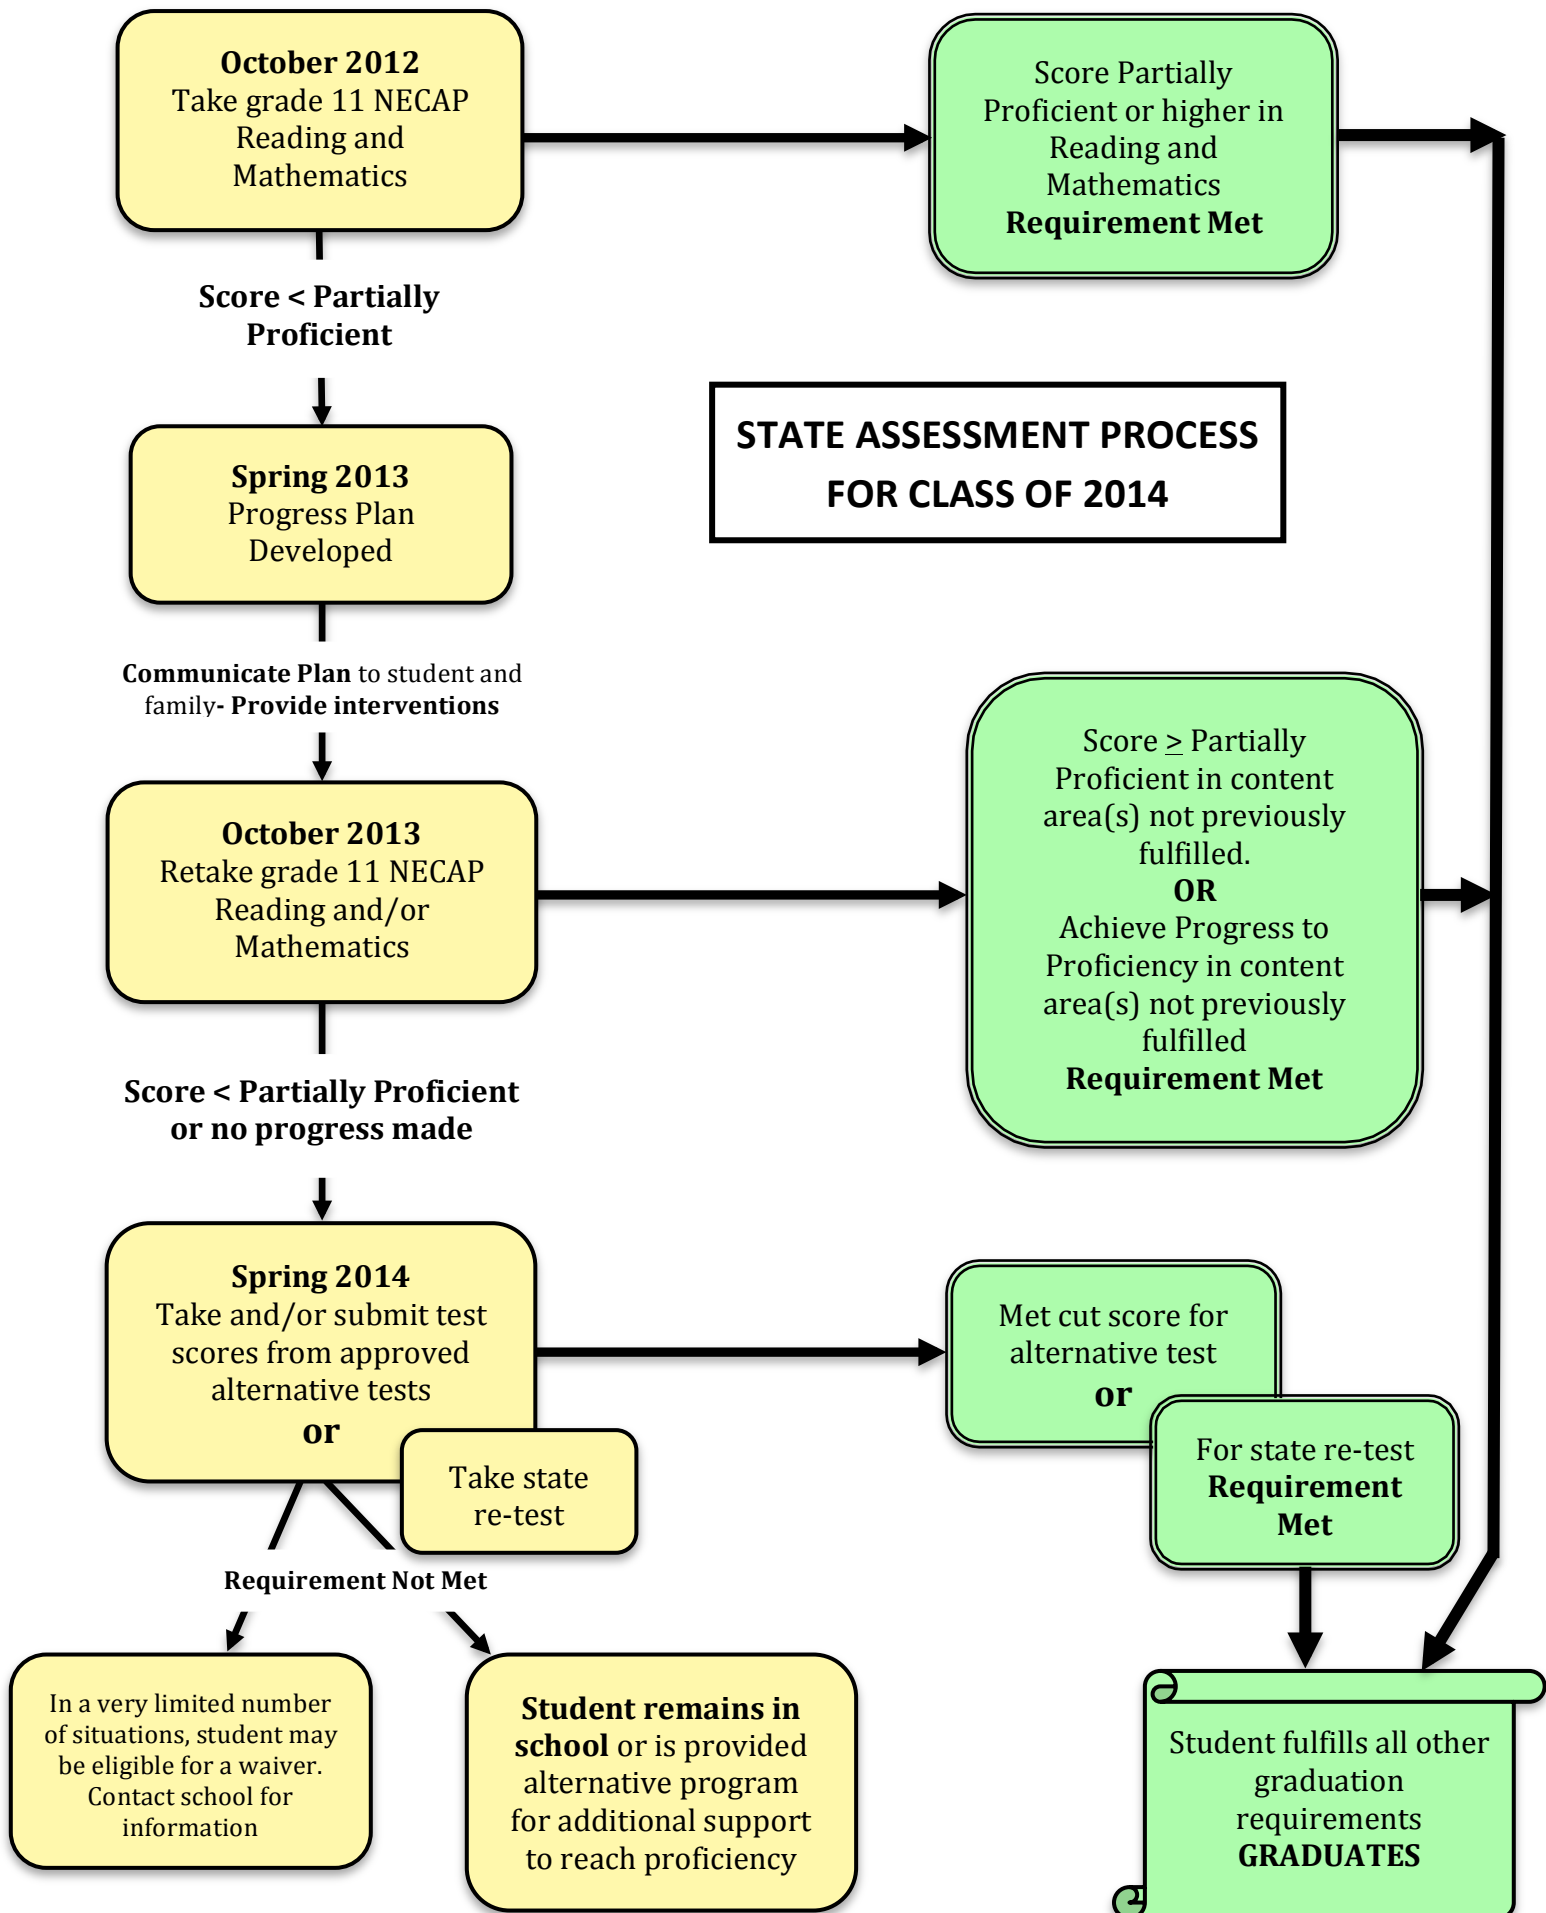 October 2012
Take grade 11 NECAP
Reading and
Mathematics
Score Partially
Proficient or higher in
Reading and
Mathematics
Requirement Met
Score < Partially
Proficient
STATE ASSESSMENT PROCESS
FOR CLASS OF 2014
Spring 2013
Progress Plan
Developed
Communicate Plan to student and
family- Provide interventions
October 2013
Retake grade 11 NECAP
Reading and/or
Mathematics
Score ≥ Partially
Proficient in content
area(s) not previously
fulfilled.
OR
Achieve Progress to
Proficiency in content
area(s) not previously
fulfilled
Requirement Met
Score < Partially Proficient
or no progress made
Spring 2014
Take and/or submit test
scores from approved
alternative tests
or
Take state
re-test
Met cut score for
alternative test
or
For state re-test
Requirement
Met
Requirement Not Met
In a very limited number
of situations, student may
be eligible for a waiver.
Contact school for
information
Student remains in
school or is provided
alternative program
for additional support
to reach proficiency
Student fulfills all other
graduation
requirements
GRADUATES